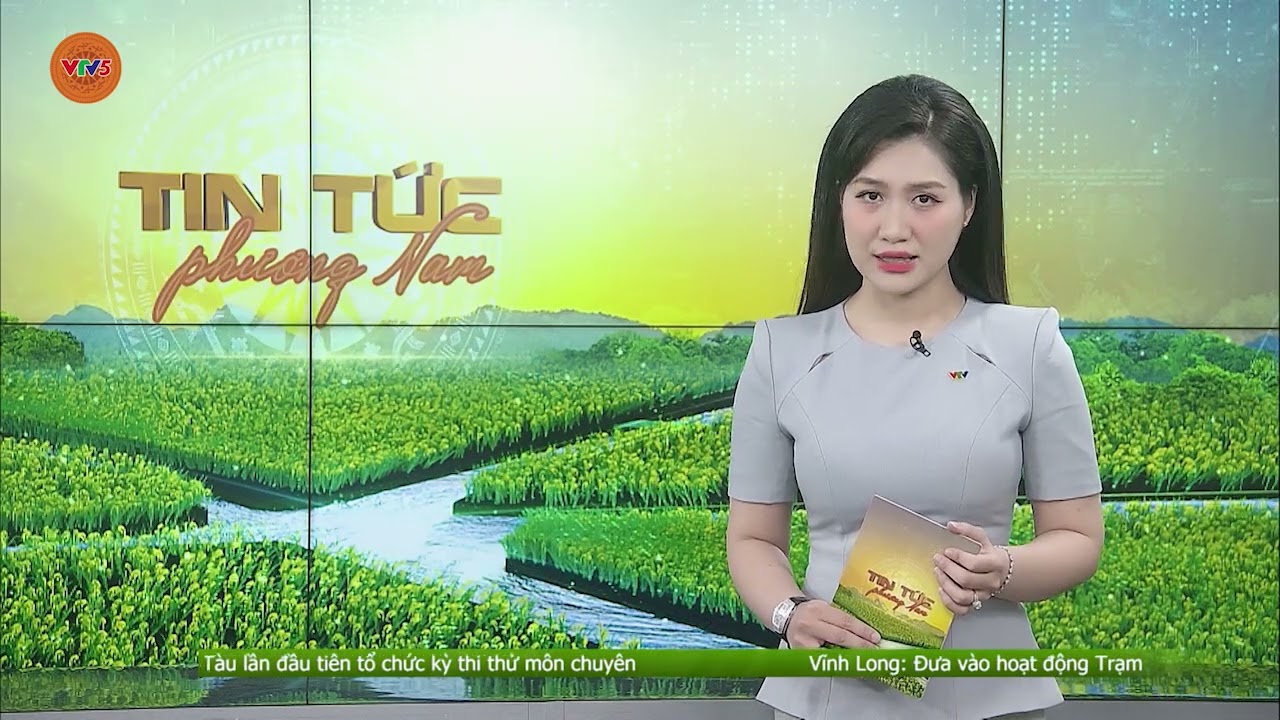 VTV5
TIN TỨC
phương Nam
VTV
TIN TỨC
phương Nam
Tàu lần đầu tiên tổ chức kỳ thi thử môn chuyên
Vĩnh Long: Đưa vào hoạt động Trạm